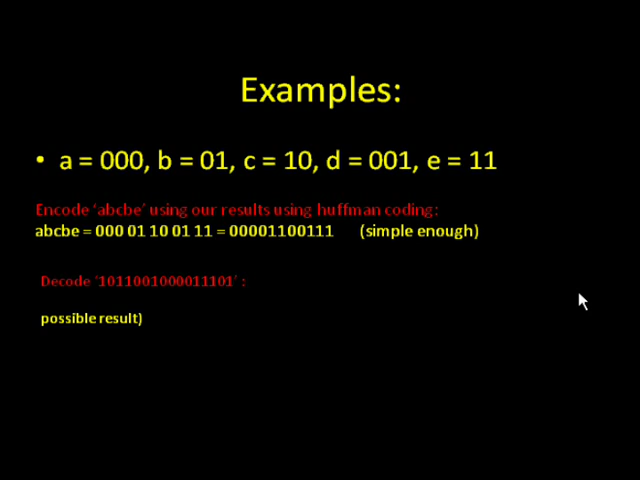 Examples:
• a = 000, b = 01, c = 10, d = 001, e = 11
Encode ‘abcbe’ using our results using huffman coding:
abcbe = 000 01 10 01 11 = 00001100111 (simple enough)
Decode ‘1011001000011101’ :
possible result)